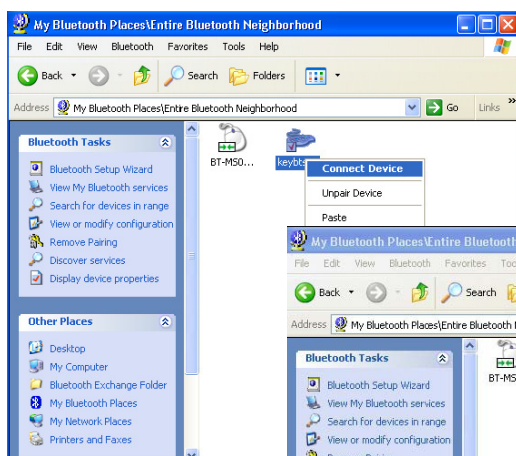 My Bluetooth Places\Entire Bluetooth Neighborhood
File Edit View Bluetooth Favorites Tools Help
Back Search Folders
Address My Bluetooth Places\Entire Bluetooth Neighborhood Go Links »
Bluetooth Tasks
Bluetooth Setup Wizard
View My Bluetooth services
Search for devices in range
View or modify configuration
Remove Pairing
Discover services
Display device properties
Other Places
Desktop
My Computer
Bluetooth Exchange Folder
My Bluetooth Places
My Network Places
Printers and Faxes
BT-MS0...
keybts
Connect Device
Unpair Device
Paste
My Bluetooth Places\Entire Bluetooth
File Edit View Bluetooth Favorites Too
Back Search
Address My Bluetooth Places\Entire Bluetooth
Bluetooth Tasks
Bluetooth Setup Wizard
View My Bluetooth services
Search for devices in range
View or modify configuration
BT-MS